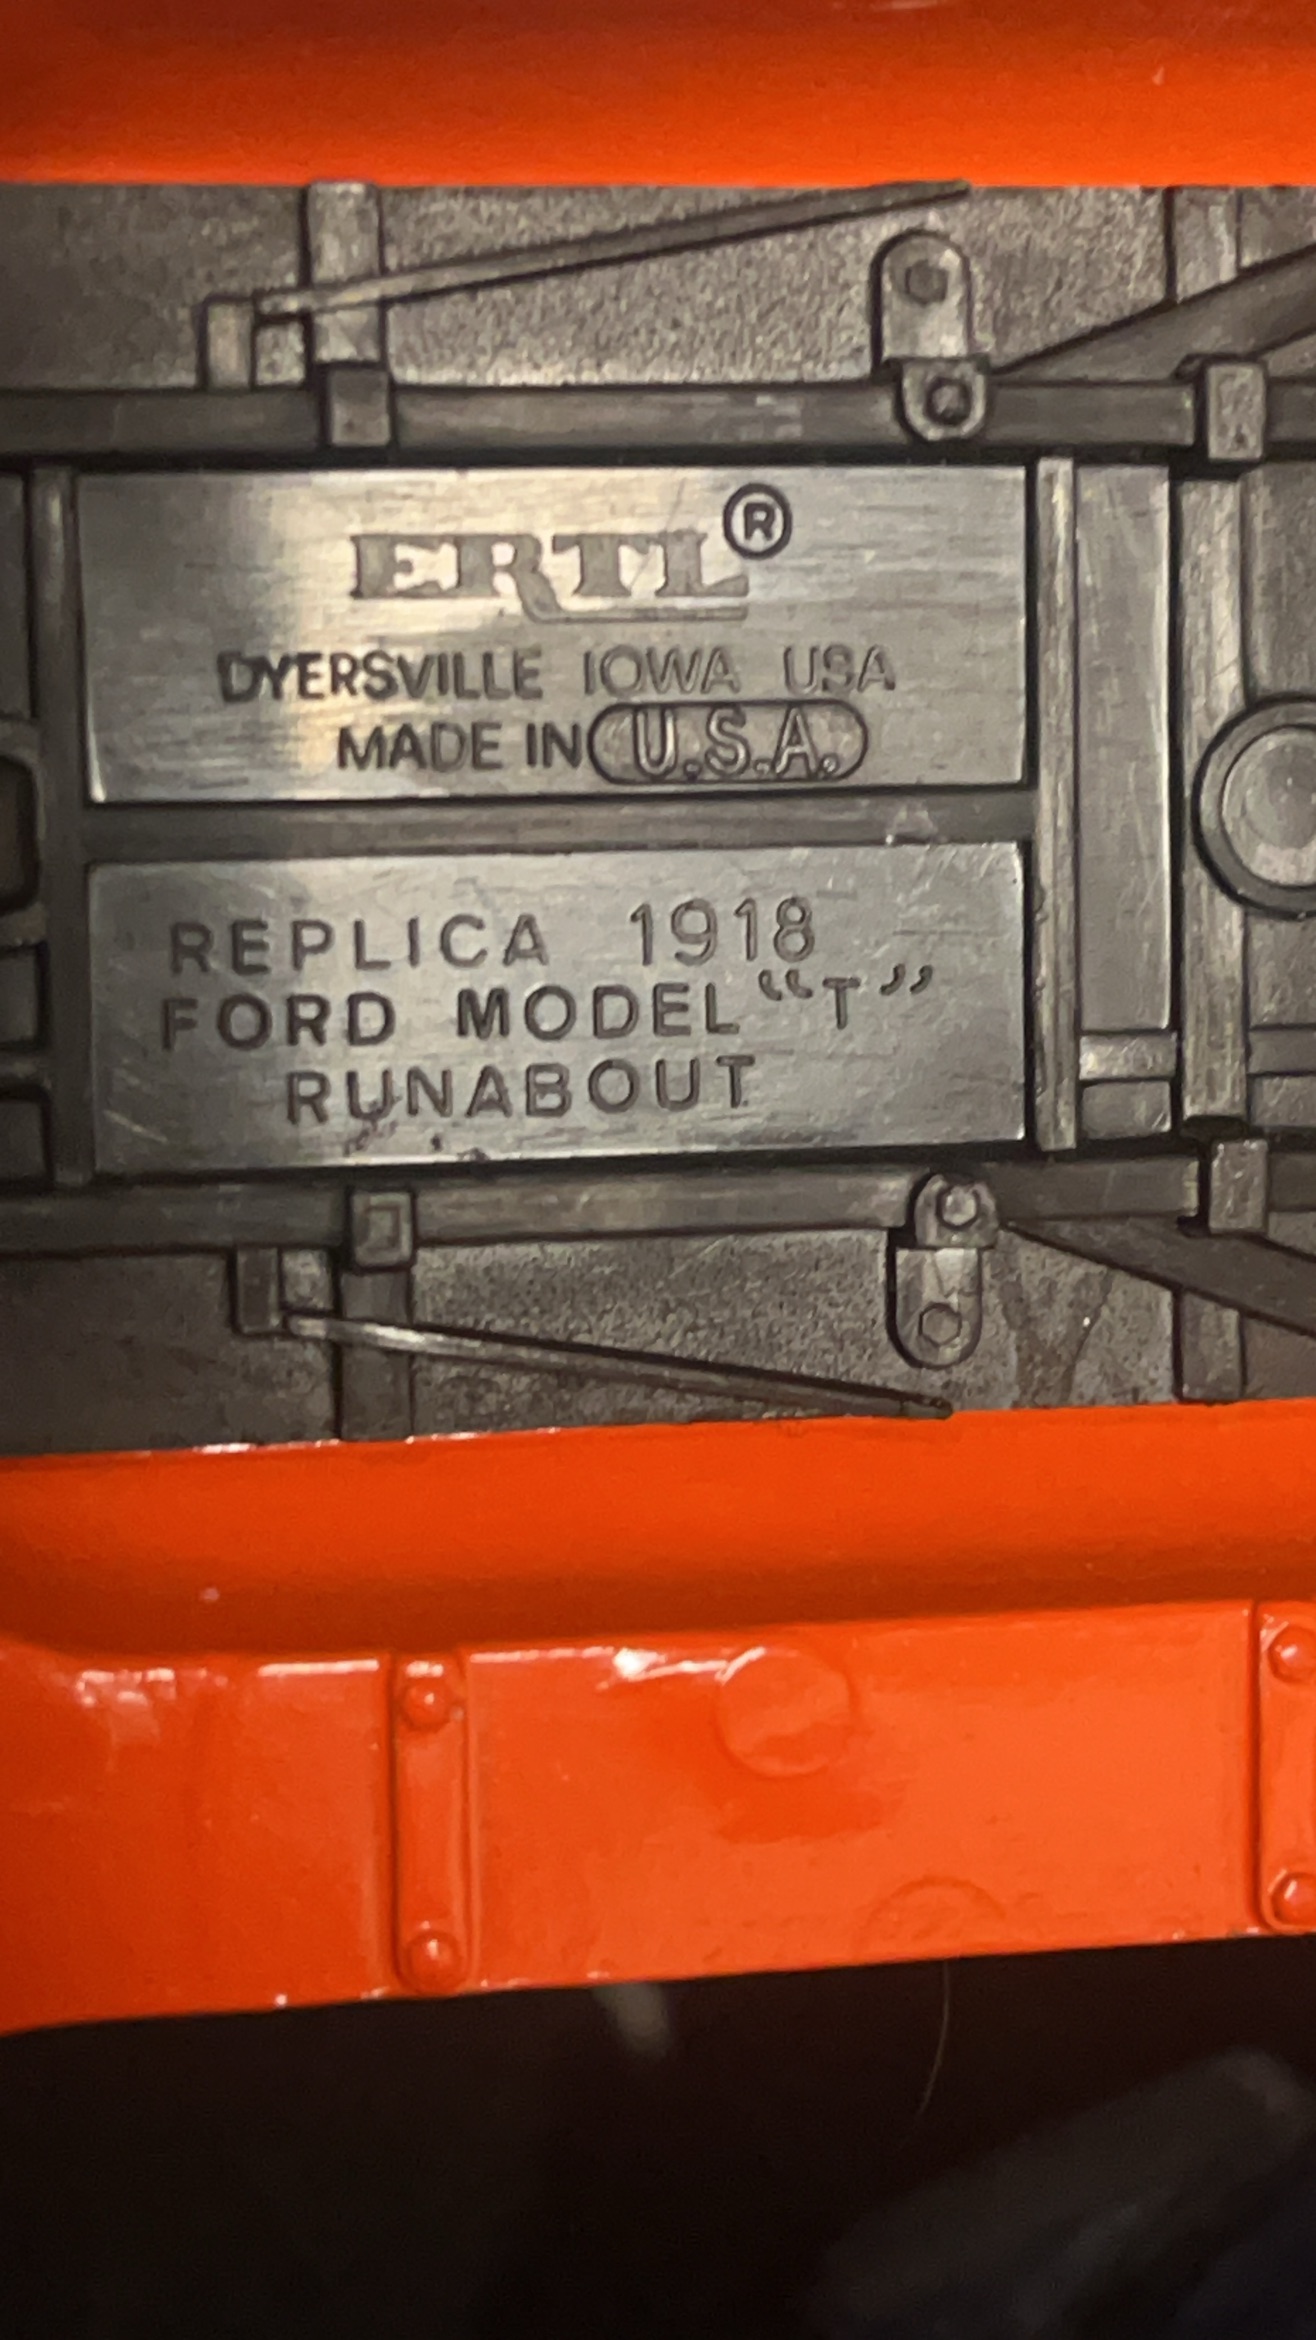 ERTL®
DYERSVILLE IOWA USA
MADE IN U.S.A.
REPLICA 1918
FORD MODEL “T”
RUNABOUT